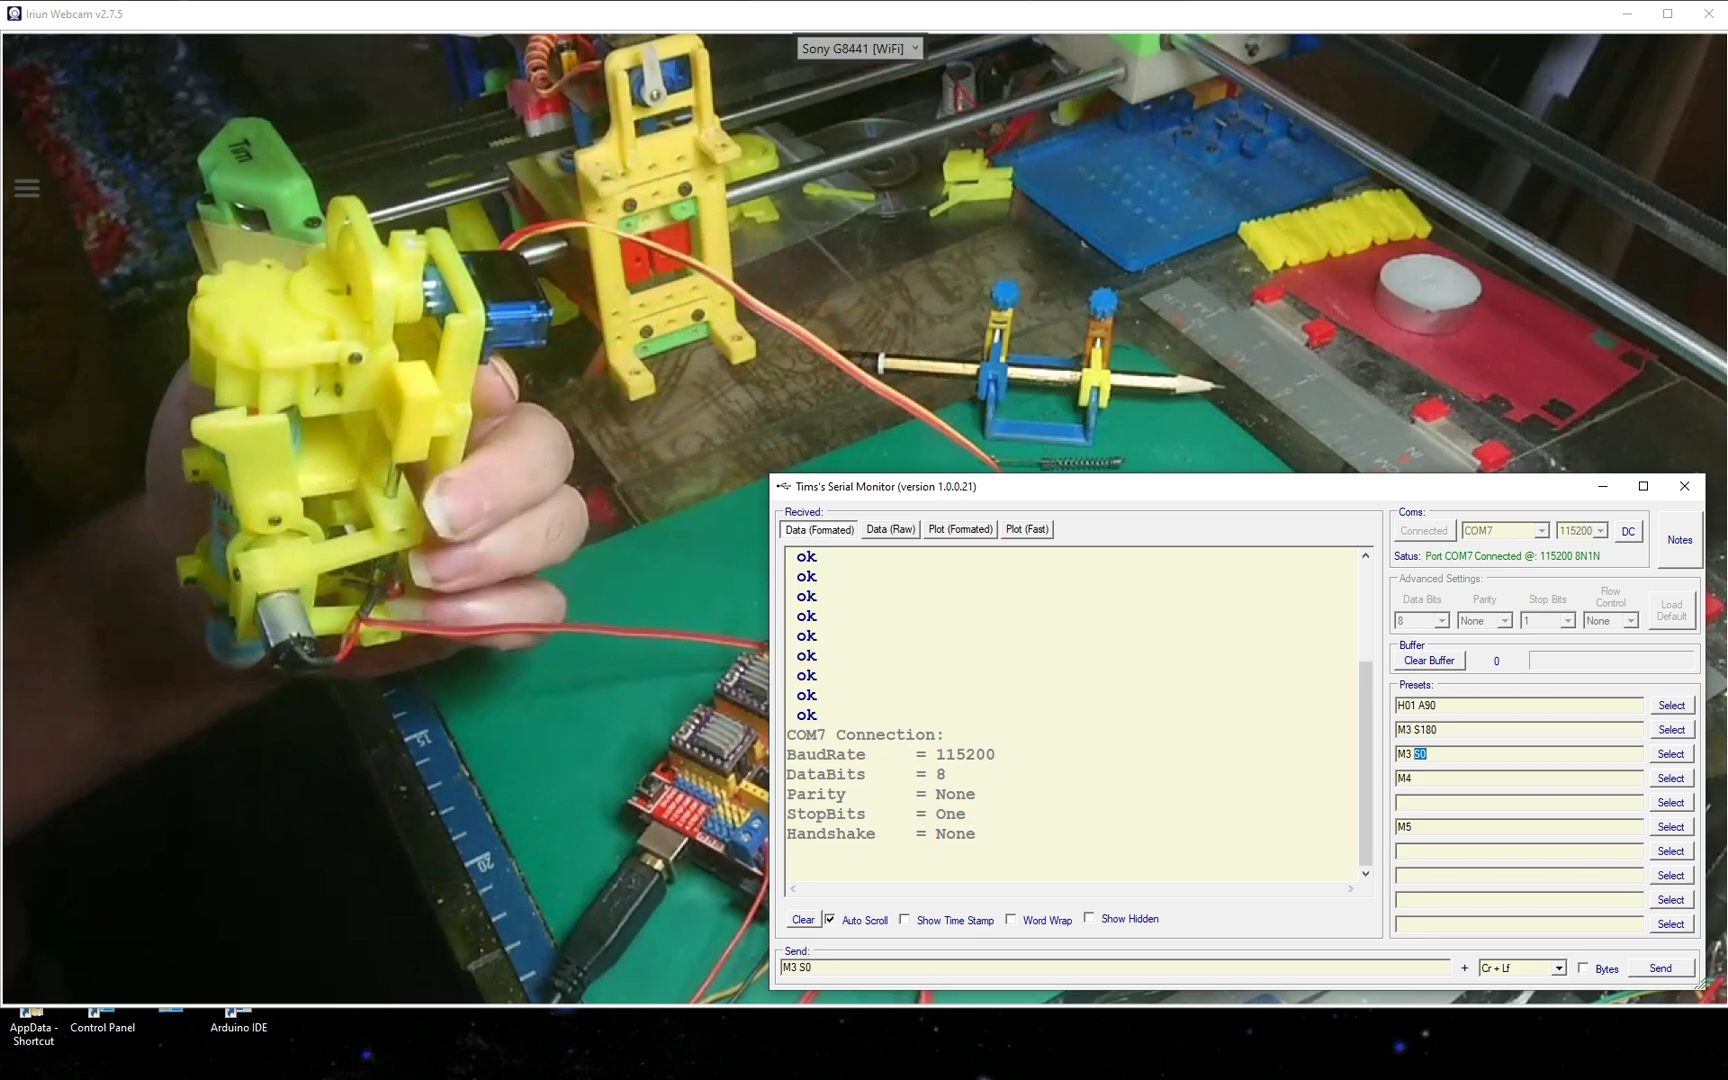 Iriun Webcam v2.7.5
Sony G8441 [WiFi]
Tim
15
20
Tims's Serial Monitor (version 1.0.0.21)
Recived:
Data (Formated) Data (Raw) Plot (Formated) Plot (Fast)
ok
ok
ok
ok
ok
ok
ok
ok
ok
COM7 Connection:
BaudRate = 115200
DataBits = 8
Parity = None
StopBits = One
Handshake = None
Clear Auto Scroll Show Time Stamp Word Wrap Show Hidden
Send:
M3 S0 + Cr + Lf Bytes Send
Coms:
Connected COM7 115200 DC
Satus: Port COM7 Connected @: 115200 8N1N
Notes
Advanced Settings:
Data Bits Parity Stop Bits Flow Control
8 None 1 None
Load Default
Buffer
Clear Buffer 0
Presets:
H01 A90 Select
M3 S180 Select
M3 S0 Select
M4 Select
Select
M5 Select
Select
Select
Select
Select
AppData - Shortcut
Control Panel
Arduino IDE